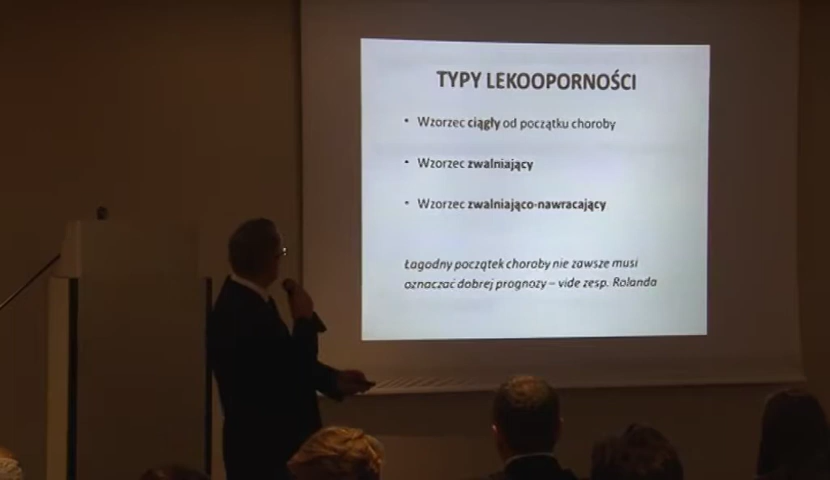 TYPY LEKOOPORNOŚCI
• Wzorzec ciągły od początku choroby
• Wzorzec zwalniający
• Wzorzec zwalniająco-nawracający
Łagodny początek choroby nie zawsze musi
oznaczać dobrej prognozy – vide zesp. Rolanda